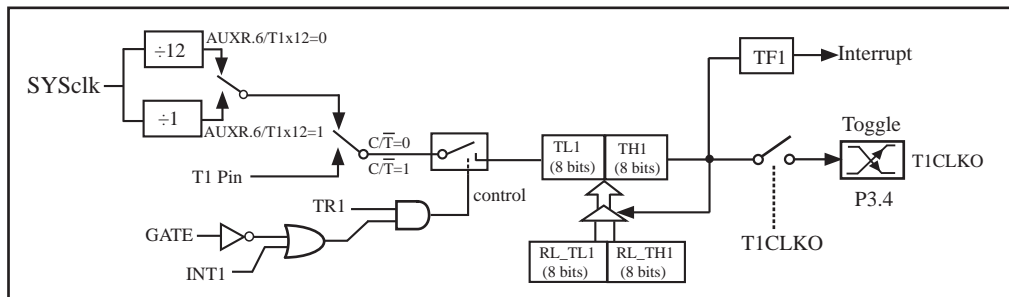 ÷12
AUXR.6/T1x12=0
SYSclk
÷1
AUXR.6/T1x12=1
C/T̅=0
C/T̅=1
T1 Pin
TR1
GATE
INT1
control
TL1
(8 bits)
TH1
(8 bits)
RL_TL1
(8 bits)
RL_TH1
(8 bits)
TF1
Interrupt
Toggle
T1CLKO
P3.4
T1CLKO